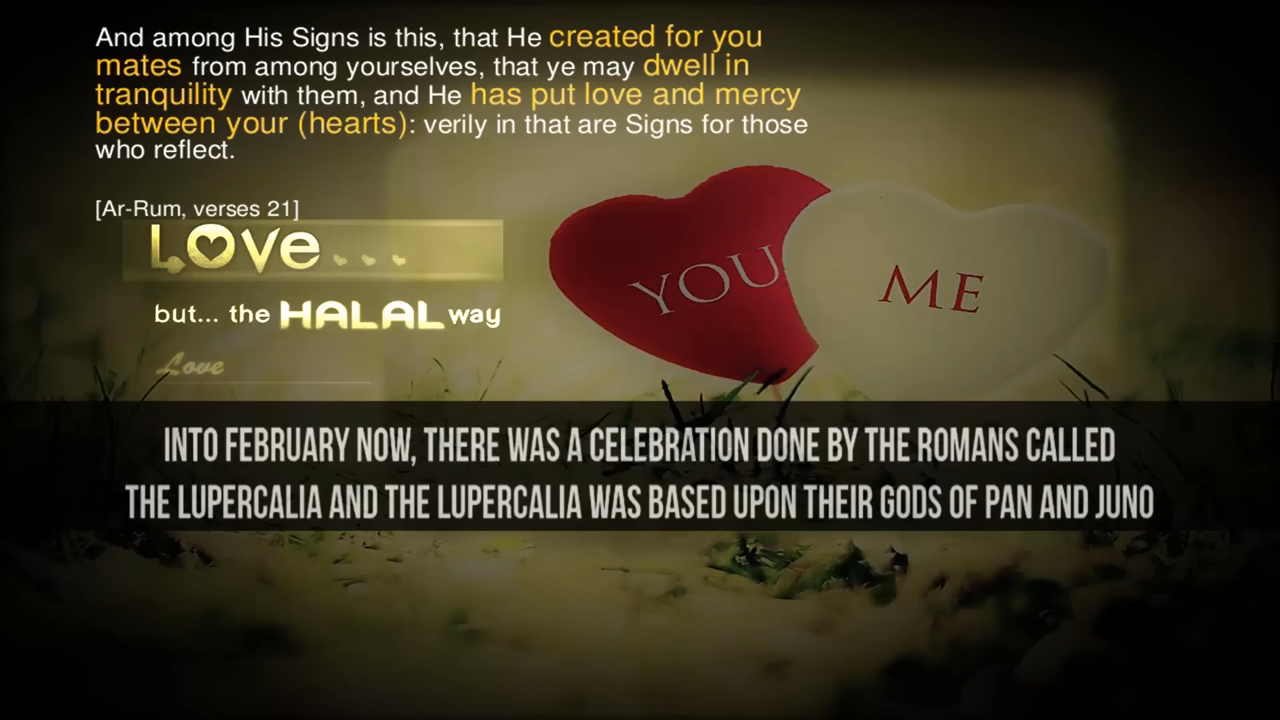 And among His Signs is this, that He created for you
mates from among yourselves, that ye may dwell in
tranquility with them, and He has put love and mercy
between your (hearts): verily in that are Signs for those
who reflect.
[Ar-Rum, verses 21]
LOVe...
but... the HALAL way
Love
YOU
ME
INTO FEBRUARY NOW, THERE WAS A CELEBRATION DONE BY THE ROMANS CALLED
THE LUPERCALIA AND THE LUPERCALIA WAS BASED UPON THEIR GODS OF PAN AND JUNO